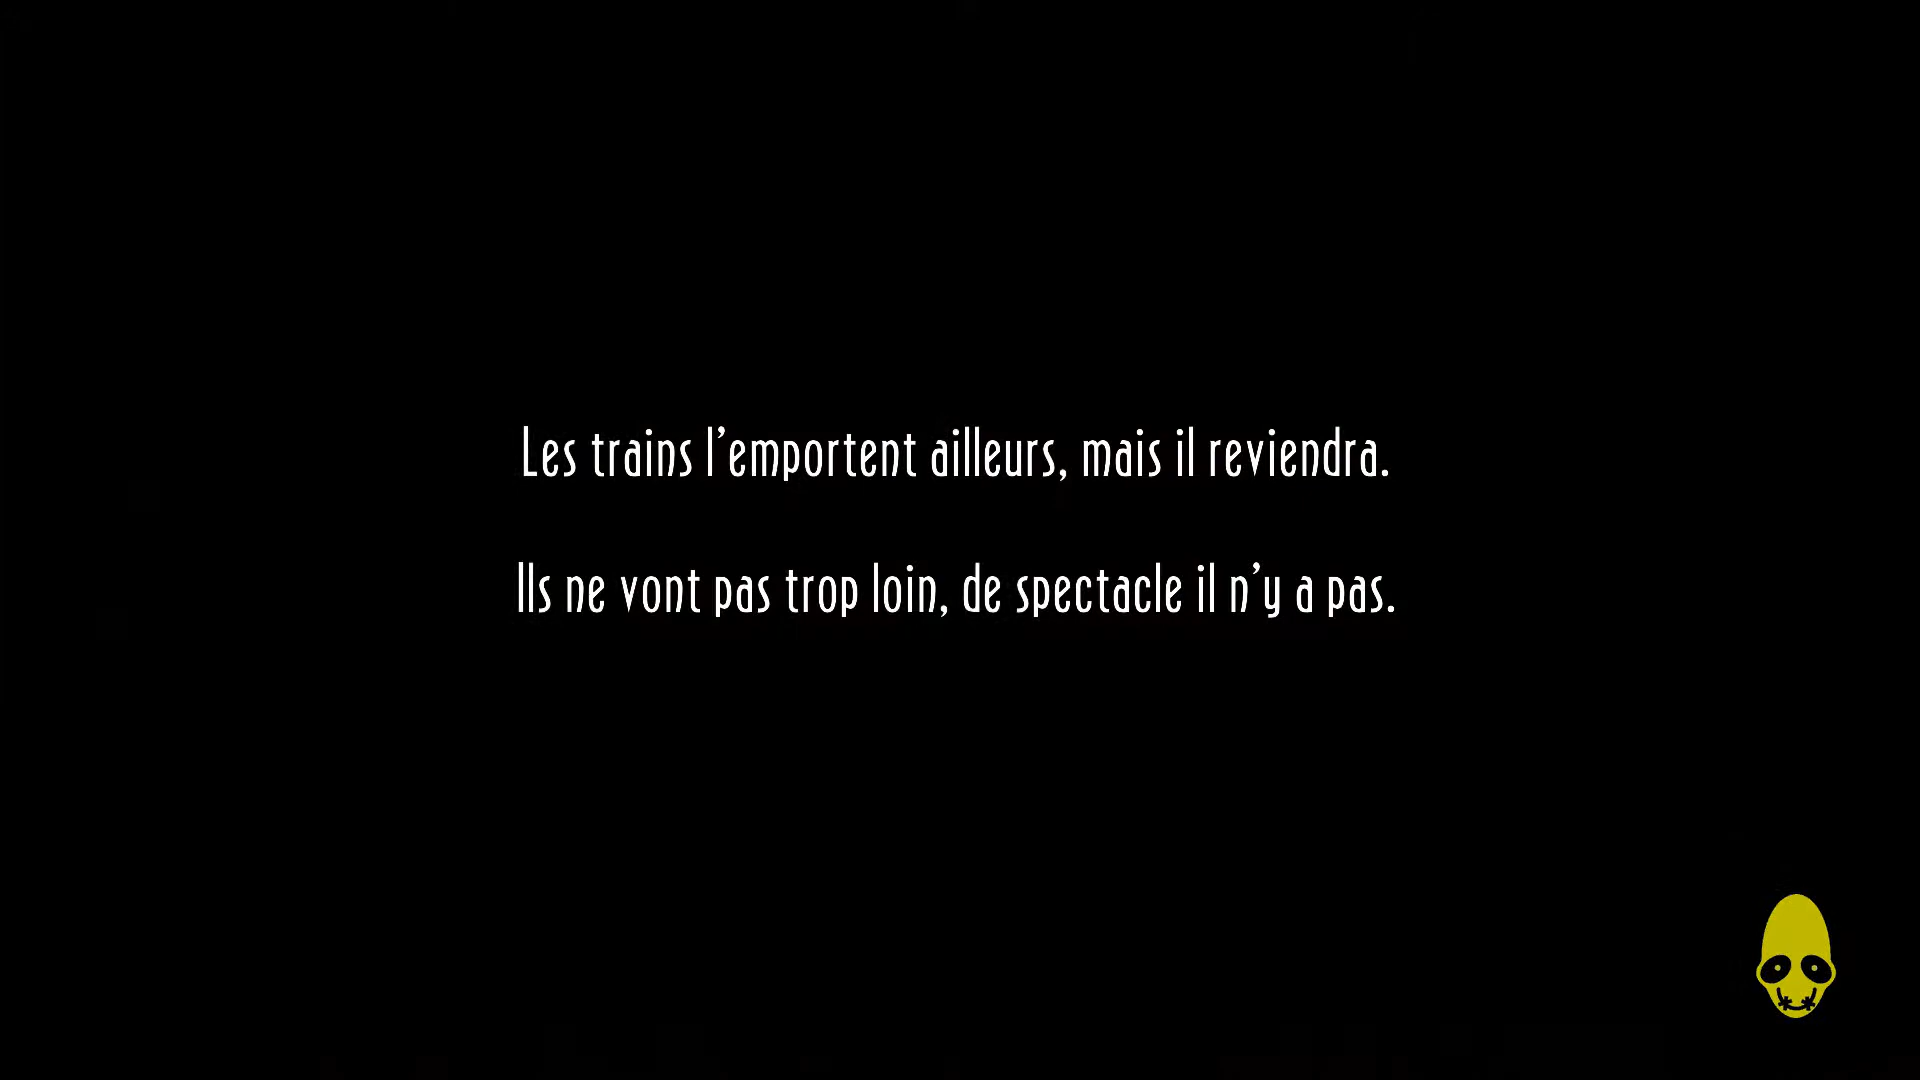 Les trains l’emportent ailleurs, mais il reviendra.
Ils ne vont pas trop loin, de spectacle il n’y a pas.